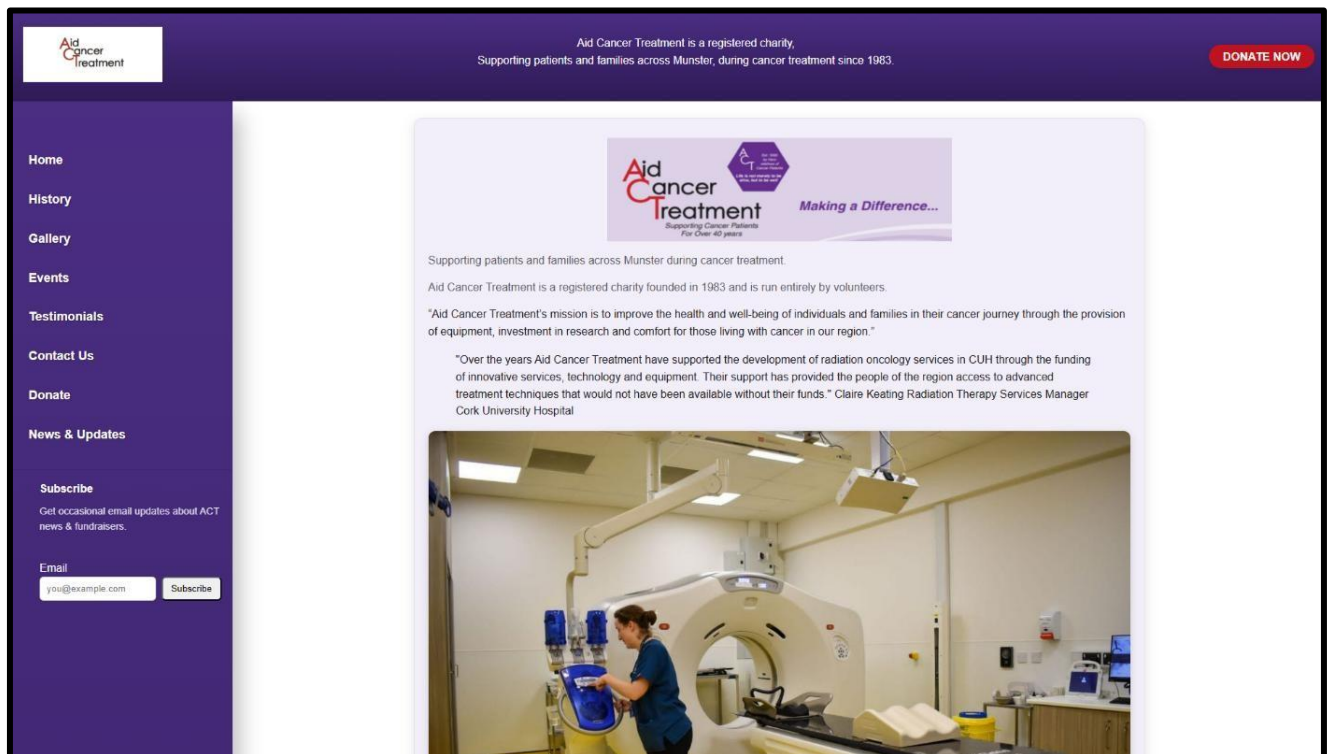 Aid
Cancer
Treatment
Aid Cancer Treatment is a registered charity,
Supporting patients and families across Munster, during cancer treatment since 1983.
DONATE NOW
Home
History
Gallery
Events
Testimonials
Contact Us
Donate
News & Updates
Subscribe
Get occasional email updates about ACT
news & fundraisers.
Email
you@example.com
Subscribe
Aid
Cancer
Treatment
Supporting Cancer Patients
For Over 40 years
A
C
T
Making a Difference...
Supporting patients and families across Munster during cancer treatment.
Aid Cancer Treatment is a registered charity founded in 1983 and is run entirely by volunteers.
“Aid Cancer Treatment’s mission is to improve the health and well-being of individuals and families in their cancer journey through the provision
of equipment, investment in research and comfort for those living with cancer in our region.”
"Over the years Aid Cancer Treatment have supported the development of radiation oncology services in CUH through the funding
of innovative services, technology and equipment. Their support has provided the people of the region access to advanced
treatment techniques that would not have been available without their funds." Claire Keating Radiation Therapy Services Manager
Cork University Hospital